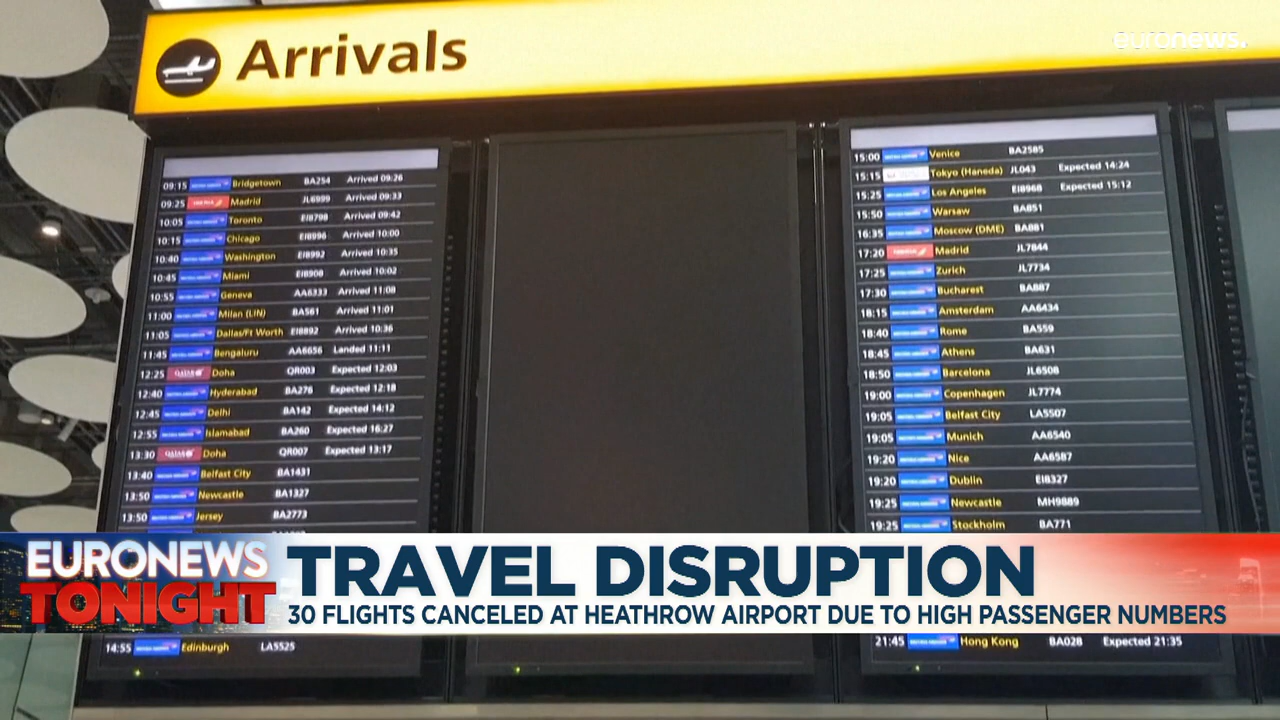 euronews.
Arrivals
09:15 Bridgetown BA254 Arrived 09:26
09:25 Madrid JL6999 Arrived 09:33
10:05 Toronto EI8798 Arrived 09:42
10:15 Chicago EI8996 Arrived 10:00
10:40 Washington EI8992 Arrived 10:35
10:45 Miami EI8908 Arrived 10:02
10:55 Geneva AA6333 Arrived 11:08
11:00 Milan (LIN) BA561 Arrived 11:01
11:05 Dallas/Ft Worth EI8892 Arrived 10:36
11:45 Bengaluru AA6656 Landed 11:11
12:25 QATAR Doha QR003 Expected 12:03
12:40 Hyderabad BA276 Expected 12:18
12:45 Delhi BA142 Expected 14:12
12:55 Islamabad BA260 Expected 16:27
13:30 QATAR Doha QR007 Expected 13:17
13:40 Belfast City BA1431
13:50 Newcastle BA1327
13:50 Jersey BA2773
14:55 Edinburgh LA5525
15:00 Venice BA2585
15:15 Tokyo (Haneda) JL043 Expected 14:24
15:25 Los Angeles EI8968 Expected 15:12
15:50 Warsaw BA851
16:35 Moscow (DME) BA881
17:20 Madrid JL7844
17:25 Zurich JL7734
17:30 Bucharest BA887
18:15 Amsterdam AA6434
18:40 Rome BA559
18:45 Athens BA631
18:50 Barcelona JL6508
19:00 Copenhagen JL7774
19:05 Belfast City LA5507
19:05 Munich AA6540
19:20 Nice AA6587
19:20 Dublin EI8327
19:25 Newcastle MH9889
19:25 Stockholm BA771
21:45 Hong Kong BA028 Expected 21:35
EURONEWS
TONIGHT
TRAVEL DISRUPTION
30 FLIGHTS CANCELED AT HEATHROW AIRPORT DUE TO HIGH PASSENGER NUMBERS